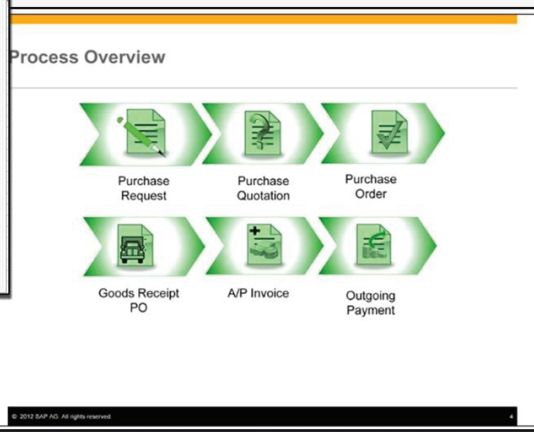 Process Overview
Purchase
Request
Purchase
Quotation
Purchase
Order
Goods Receipt
PO
A/P Invoice
Outgoing
Payment
© 2012 SAP AG. All rights reserved.
4